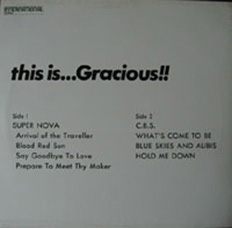 INTERNATIONAL
this is...Gracious!!
Side 1
SUPER NOVA
Arrival of the Traveller
Blood Red Sun
Say Goodbye To Love
Prepare To Meet Thy Maker
Side 2
C.B.S.
WHAT'S COME TO BE
BLUE SKIES AND ALIBIS
HOLD ME DOWN